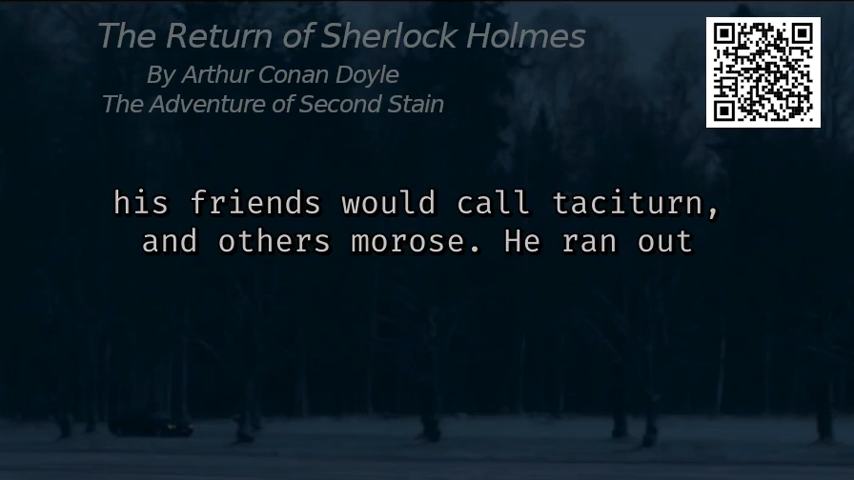 The Return of Sherlock Holmes
By Arthur Conan Doyle
The Adventure of Second Stain
his friends would call taciturn,
and others morose. He ran out